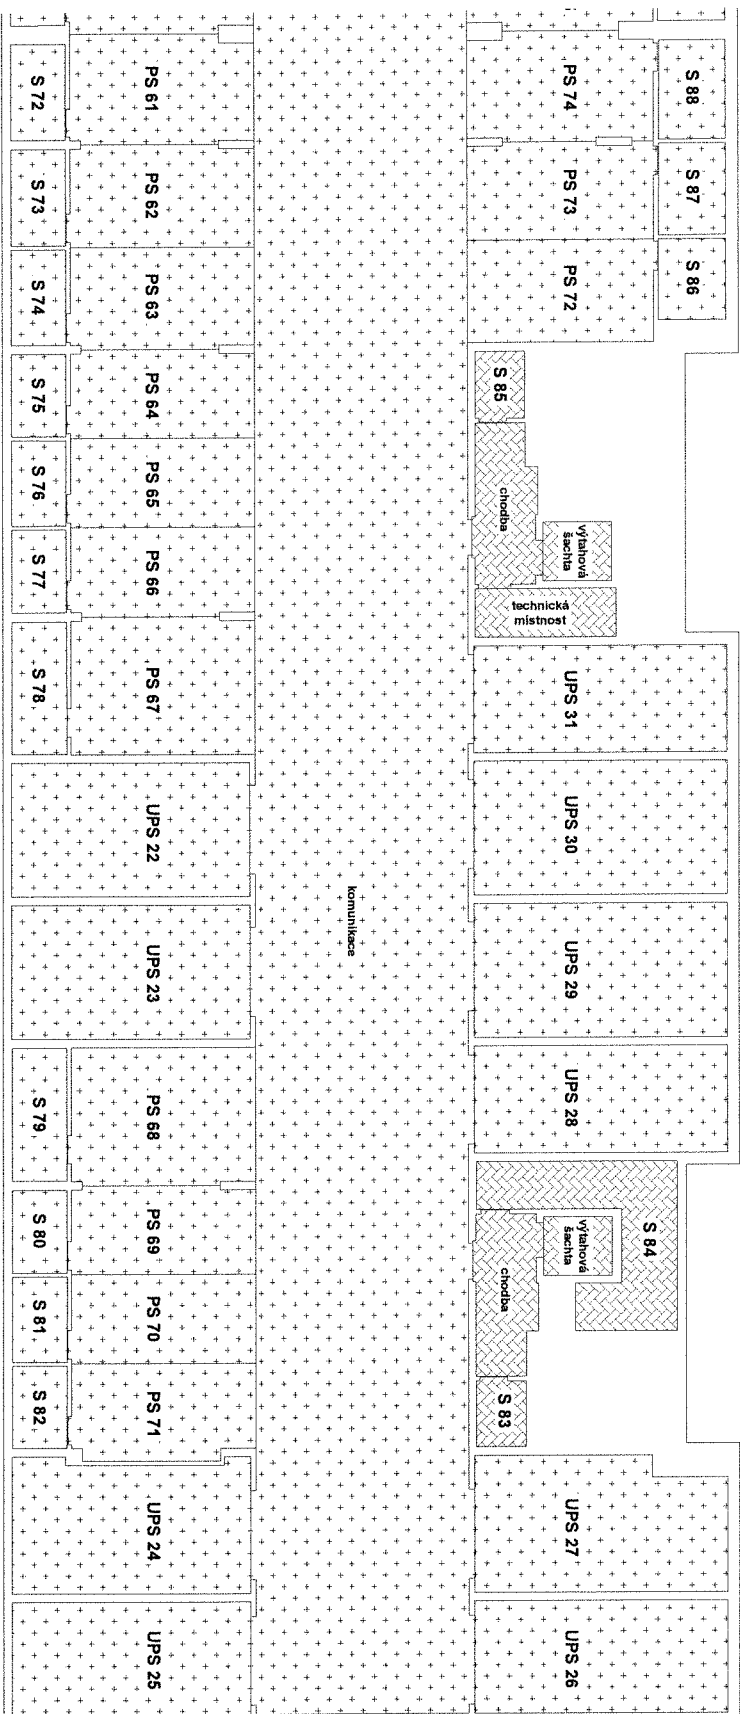 S 88
S 87
S 86
S 84
PS 74
PS 73
PS 72
výtahová
šachta
UPS 31
UPS 30
UPS 29
UPS 28
výtahová
šachta
UPS 27
UPS 26
technická
místnost
S 85
chodba
chodba
S 83
komunikace
PS 61
PS 62
PS 63
PS 64
PS 65
PS 66
PS 67
UPS 22
UPS 23
PS 68
PS 69
PS 70
PS 71
UPS 24
UPS 25
S 72
S 73
S 74
S 75
S 76
S 77
S 78
S 79
S 80
S 81
S 82